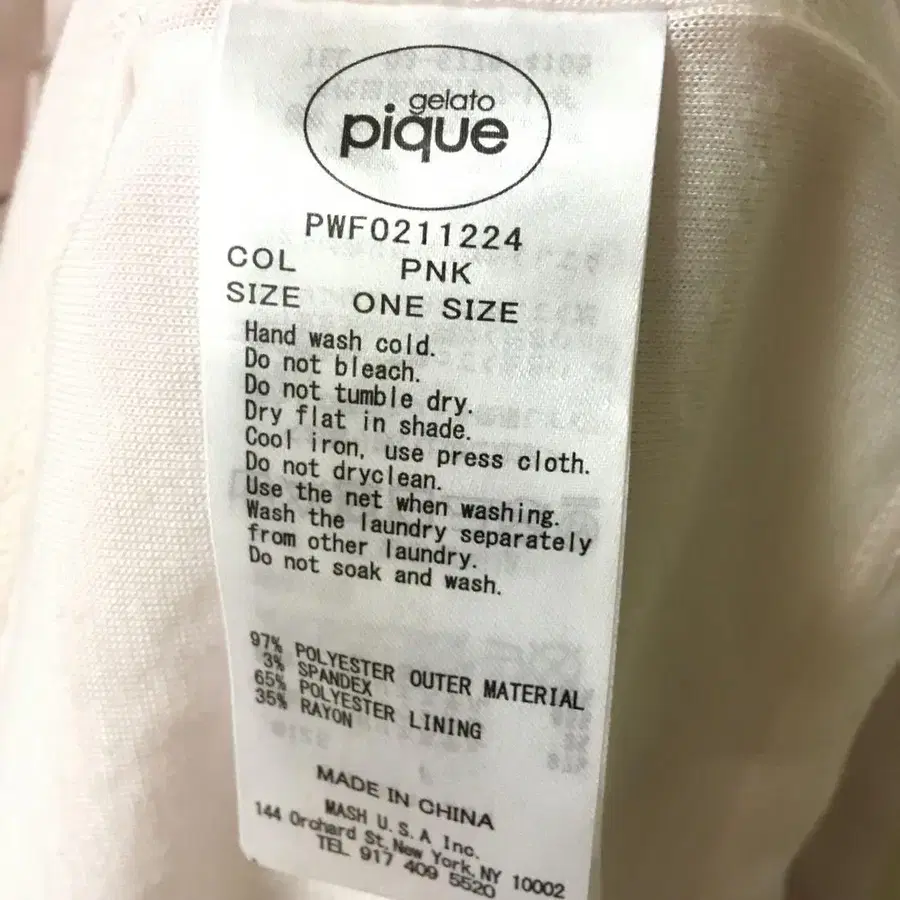 gelato
pique
PWF0211224
COL PNK
SIZE ONE SIZE
Hand wash cold.
Do not bleach.
Do not tumble dry.
Dry flat in shade.
Cool iron, use press cloth.
Do not dryclean.
Use the net when washing.
Wash the laundry separately
from other laundry.
Do not soak and wash.
97% POLYESTER OUTER MATERIAL
3% SPANDEX
65% POLYESTER LINING
35% RAYON
MADE IN CHINA
MASH U.S.A Inc.
144 Orchard St, New York, NY 10002
TEL 917 409 5520